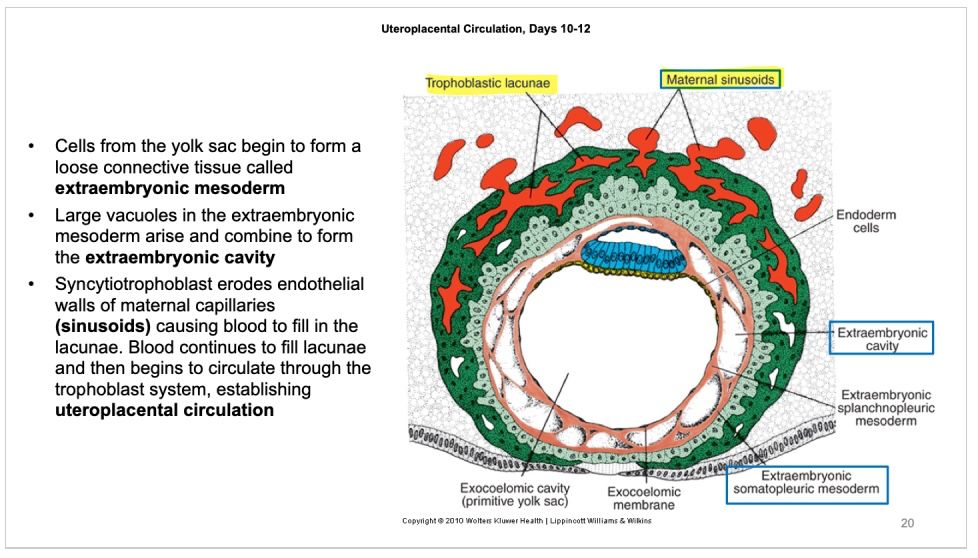 Uteroplacental Circulation, Days 10-12
• Cells from the yolk sac begin to form a
loose connective tissue called
extraembryonic mesoderm
• Large vacuoles in the extraembryonic
mesoderm arise and combine to form
the extraembryonic cavity
• Syncytiotrophoblast erodes endothelial
walls of maternal capillaries
(sinusoids) causing blood to fill in the
lacunae. Blood continues to fill lacunae
and then begins to circulate through the
trophoblast system, establishing
uteroplacental circulation
Trophoblastic lacunae
Maternal sinusoids
Endoderm
cells
Extraembryonic
cavity
Extraembryonic
splanchnopleuric
mesoderm
Extraembryonic
somatopleuric mesoderm
Exocoelomic cavity
(primitive yolk sac)
Exocoelomic
membrane
Copyright © 2010 Wolters Kluwer Health | Lippincott Williams & Wilkins
20